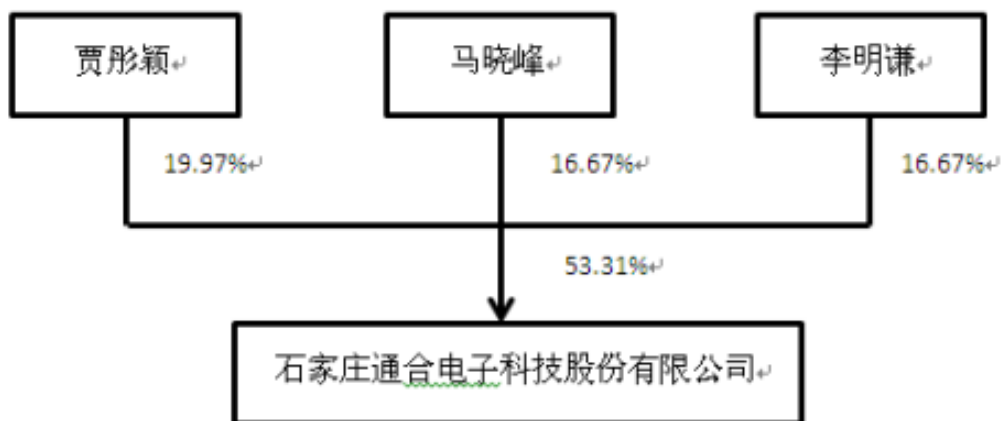 贾彤颖
马晓峰
李明谦
19.97%
16.67%
16.67%
53.31%
石家庄通合电子科技股份有限公司